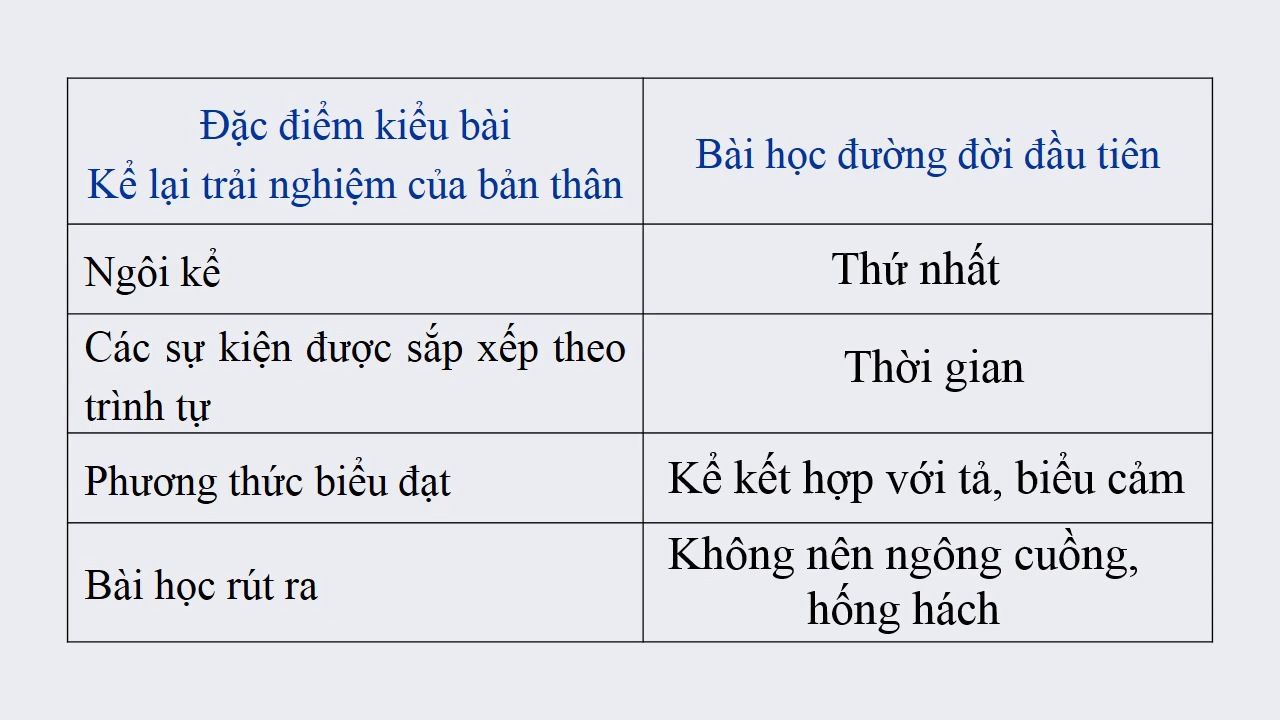 Đặc điểm kiểu bài
Kể lại trải nghiệm của bản thân
Bài học đường đời đầu tiên
Ngôi kể
Thứ nhất
Các sự kiện được sắp xếp theo
trình tự
Thời gian
Phương thức biểu đạt
Kể kết hợp với tả, biểu cảm
Bài học rút ra
Không nên ngông cuồng,
hống hách